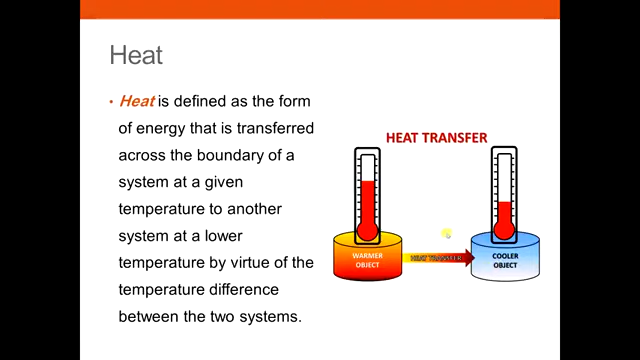 Heat
• Heat is defined as the form
of energy that is transferred
across the boundary of a
system at a given
temperature to another
system at a lower
temperature by virtue of the
temperature difference
between the two systems.
HEAT TRANSFER
WARMER
OBJECT
HEAT TRANSFER
COOLER
OBJECT